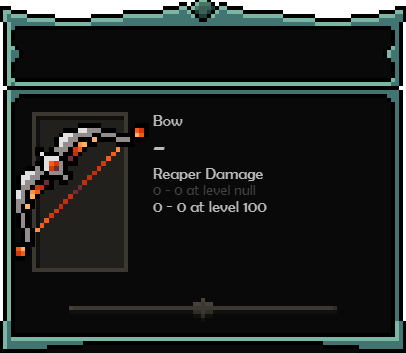 Bow
–
Reaper Damage
0 - 0 at level null
0 - 0 at level 100